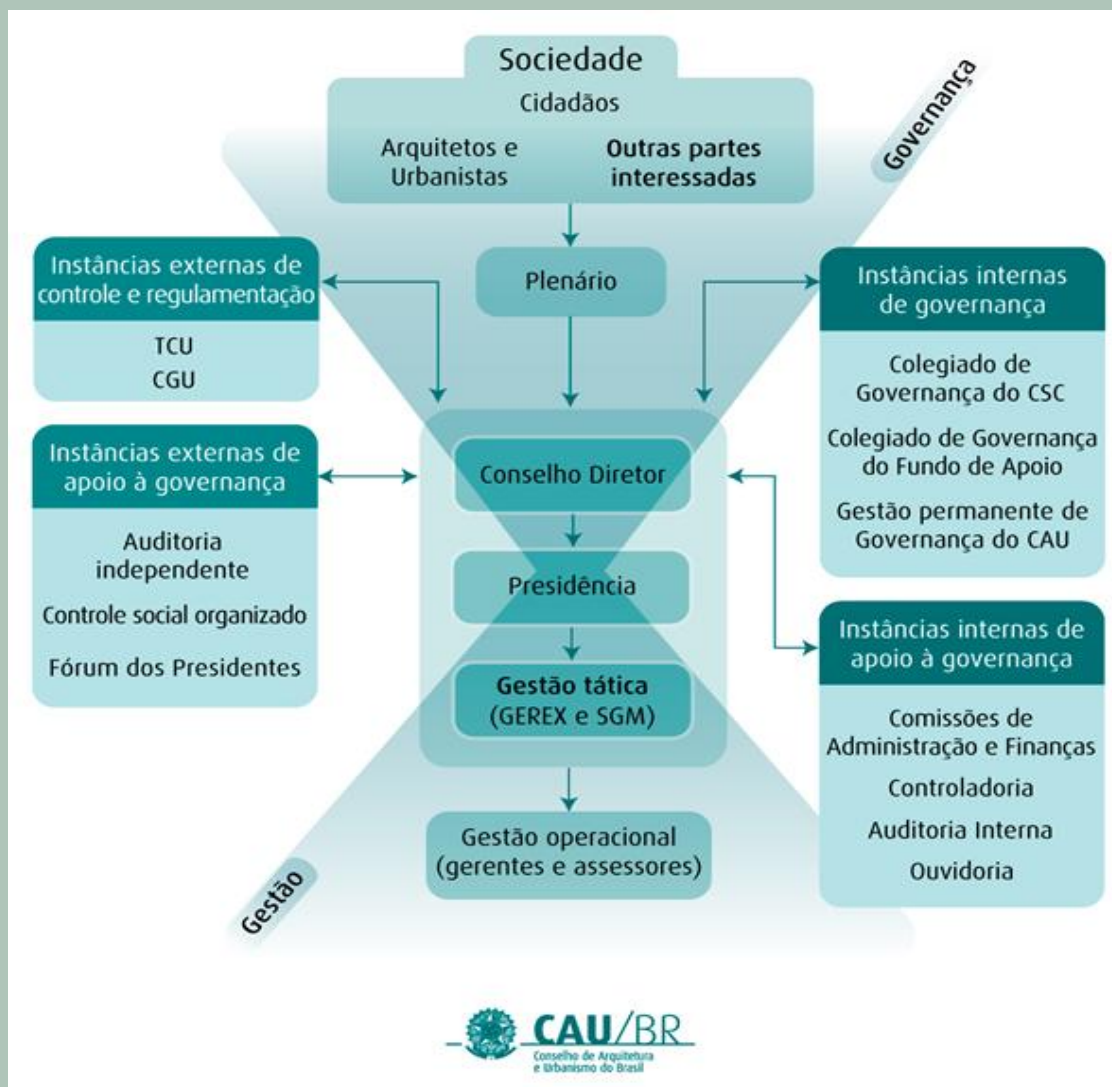 Sociedade
Cidadãos
Arquitetos e
Urbanistas
Outras partes
interessadas
Governança
Plenário
Instâncias externas de
controle e regulamentação
TCU
CGU
Instâncias internas
de governança
Colegiado de
Governança do CSC
Colegiado de Governança
do Fundo de Apoio
Gestão permanente de
Governança do CAU
Instâncias externas de
apoio à governança
Auditoria
independente
Controle social organizado
Fórum dos Presidentes
Conselho Diretor
Presidência
Gestão tática
(GEREX e SGM)
Instâncias internas de
apoio à governança
Comissões de
Administração e Finanças
Controladoria
Auditoria Interna
Ouvidoria
Gestão operacional
(gerentes e assessores)
Gestão
CAU/BR
Conselho de Arquitetura
e Urbanismo do Brasil